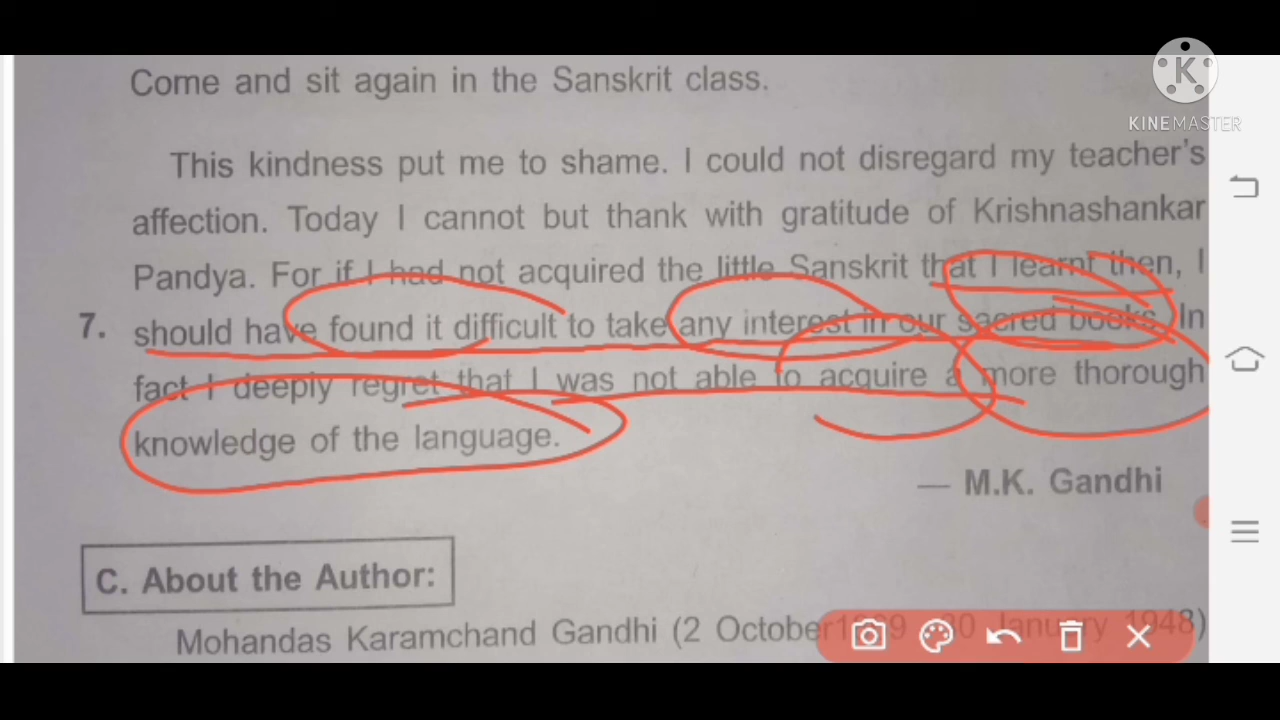 Come and sit again in the Sanskrit class.
KINEMASTER
This kindness put me to shame. I could not disregard my teacher's
affection. Today I cannot but thank with gratitude of Krishnashankar
Pandya. For if I had not acquired the little Sanskrit that I learnt then, I
7. should have found it difficult to take any interest in our sacred books. In
fact I deeply regret that I was not able to acquire a more thorough
knowledge of the language.
— M.K. Gandhi
C. About the Author:
Mohandas Karamchand Gandhi (2 October 1869 - 30 January 1948)